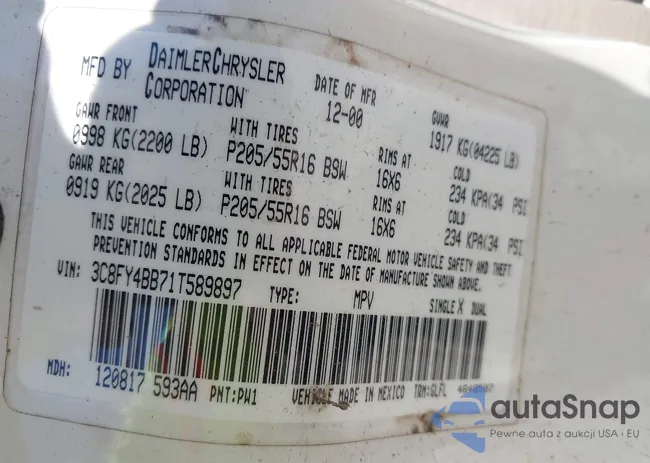 MFD BY DAIMLERCHRYSLER CORPORATION
DATE OF MFR 12-00
GVWR 1917 KG(04225 LB)
GAWR FRONT WITH TIRES RIMS AT COLD
0998 KG(2200 LB) P205/55R16 BSW 16X6 234 KPA(34 PSI
GAWR REAR WITH TIRES RIMS AT COLD
0919 KG(2025 LB) P205/55R16 BSW 16X6 234 KPA(34 PSI
THIS VEHICLE CONFORMS TO ALL APPLICABLE FEDERAL MOTOR VEHICLE SAFETY AND THEFT
PREVENTION STANDARDS IN EFFECT ON THE DATE OF MANUFACTURE SHOWN ABOVE.
VIN: 3C8FY4BB71T589897 TYPE: MPV SINGLE X DUAL
MDH: 120817 593AA PNT:PW1 VEHICLE MADE IN MEXICO TRM:GLFL
autaSnap
Pewne auta z aukcji USA i EU